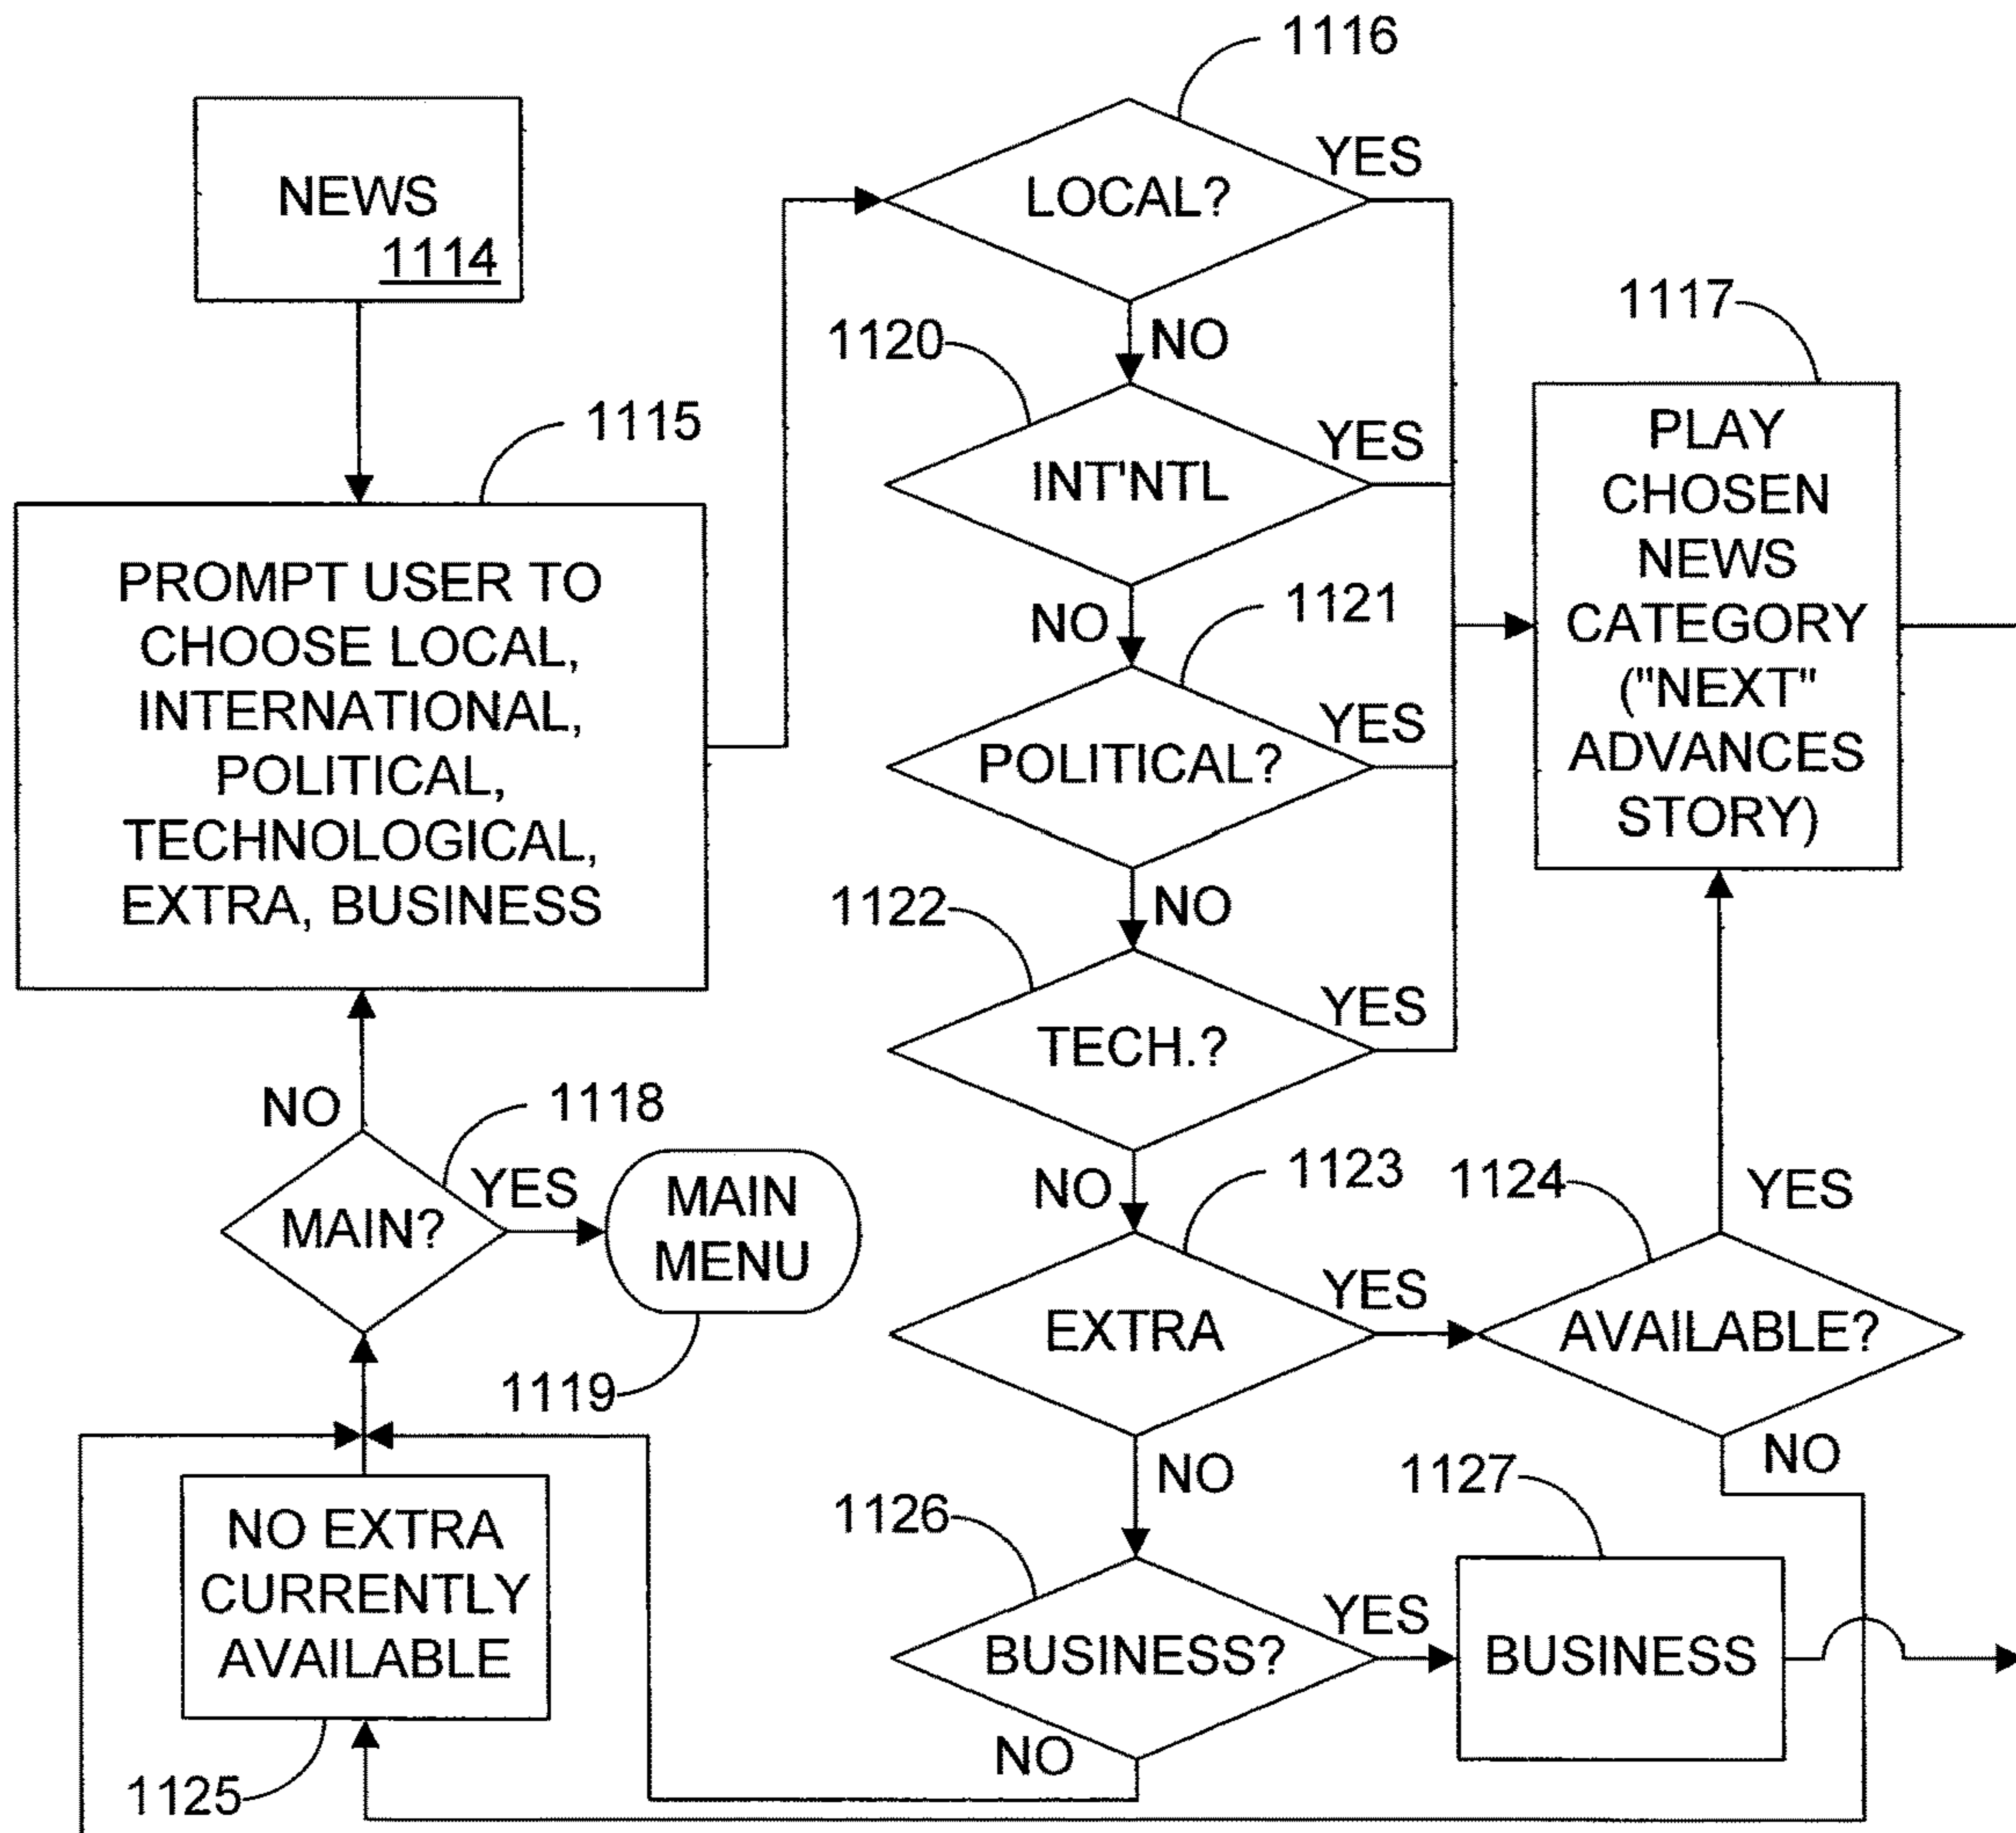 1116
NEWS
1114
LOCAL?
YES
NO
1120
1117
1115
INT'NTL
YES
NO
1121
PROMPT USER TO
CHOOSE LOCAL,
INTERNATIONAL,
POLITICAL,
TECHNOLOGICAL,
EXTRA, BUSINESS
PLAY
CHOSEN
NEWS
CATEGORY
("NEXT"
ADVANCES
STORY)
POLITICAL?
YES
NO
1122
TECH.?
YES
NO
NO
1118
MAIN?
YES
MAIN
MENU
1119
1123
1124
EXTRA
YES
AVAILABLE?
YES
NO
NO
1126
1127
NO EXTRA
CURRENTLY
AVAILABLE
1125
BUSINESS?
YES
BUSINESS
NO